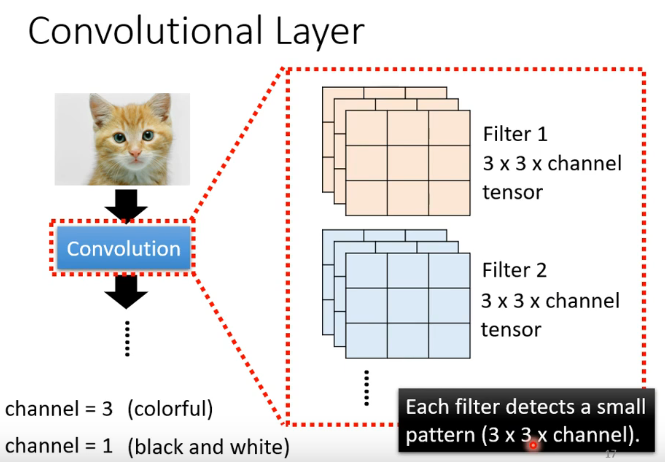 Convolutional Layer
Filter 1
3 x 3 x channel
tensor
Convolution
Filter 2
3 x 3 x channel
tensor
channel = 3 (colorful)
channel = 1 (black and white)
Each filter detects a small
pattern (3 x 3 x channel).
17